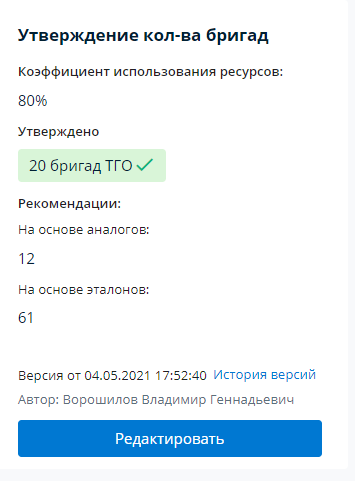 Утверждение кол-ва бригад
Коэффициент использования ресурсов:
80%
Утверждено
20 бригад ТГО
Рекомендации:
На основе аналогов:
12
На основе эталонов:
61
Версия от 04.05.2021 17:52:40 История версий
Автор: Ворошилов Владимир Геннадьевич
Редактировать